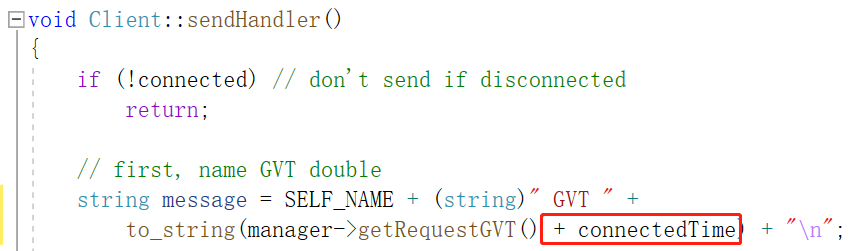 void Client::sendHandler()
{
if (!connected) // don't send if disconnected
return;
// first, name GVT double
string message = SELF_NAME + (string)" GVT " +
to_string(manager->getRequestGVT() + connectedTime) + "\n";